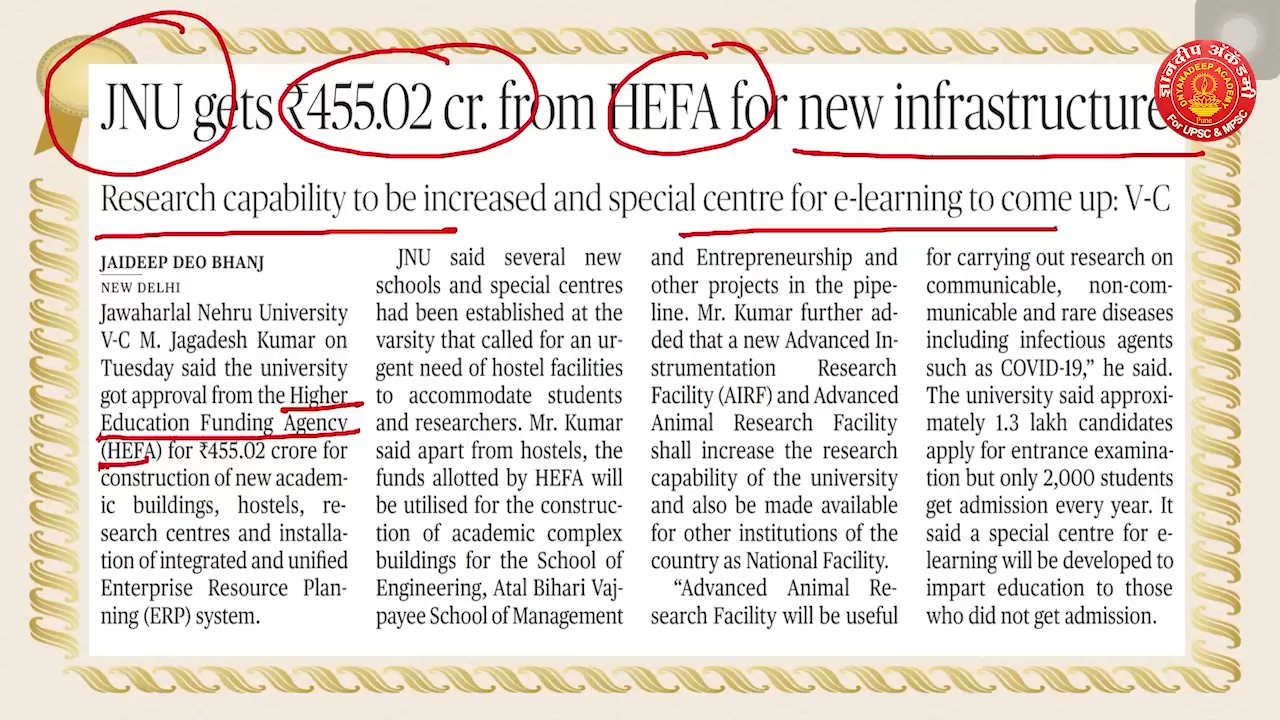 JNU gets ₹455.02 cr. from HEFA for new infrastructure
Research capability to be increased and special centre for e-learning to come up: V-C
JAIDEEP DEO BHANJ
NEW DELHI
Jawaharlal Nehru University
V-C M. Jagadesh Kumar on
Tuesday said the university
got approval from the Higher
Education Funding Agency
(HEFA) for ₹455.02 crore for
construction of new academ-
ic buildings, hostels, re-
search centres and installa-
tion of integrated and unified
Enterprise Resource Plan-
ning (ERP) system.
JNU said several new
schools and special centres
had been established at the
varsity that called for an ur-
gent need of hostel facilities
to accommodate students
and researchers. Mr. Kumar
said apart from hostels, the
funds allotted by HEFA will
be utilised for the construc-
tion of academic complex
buildings for the School of
Engineering, Atal Bihari Vaj-
payee School of Management
and Entrepreneurship and
other projects in the pipe-
line. Mr. Kumar further ad-
ded that a new Advanced In-
strumentation Research
Facility (AIRF) and Advanced
Animal Research Facility
shall increase the research
capability of the university
and also be made available
for other institutions of the
country as National Facility.
“Advanced Animal Re-
search Facility will be useful
for carrying out research on
communicable, non-com-
municable and rare diseases
including infectious agents
such as COVID-19,” he said.
The university said approxi-
mately 1.3 lakh candidates
apply for entrance examina-
tion but only 2,000 students
get admission every year. It
said a special centre for e-
learning will be developed to
impart education to those
who did not get admission.
ज्ञानदीप अॅकॅडमी
DNYANADEEP ACADEMY
Pune
For UPSC & MPSC